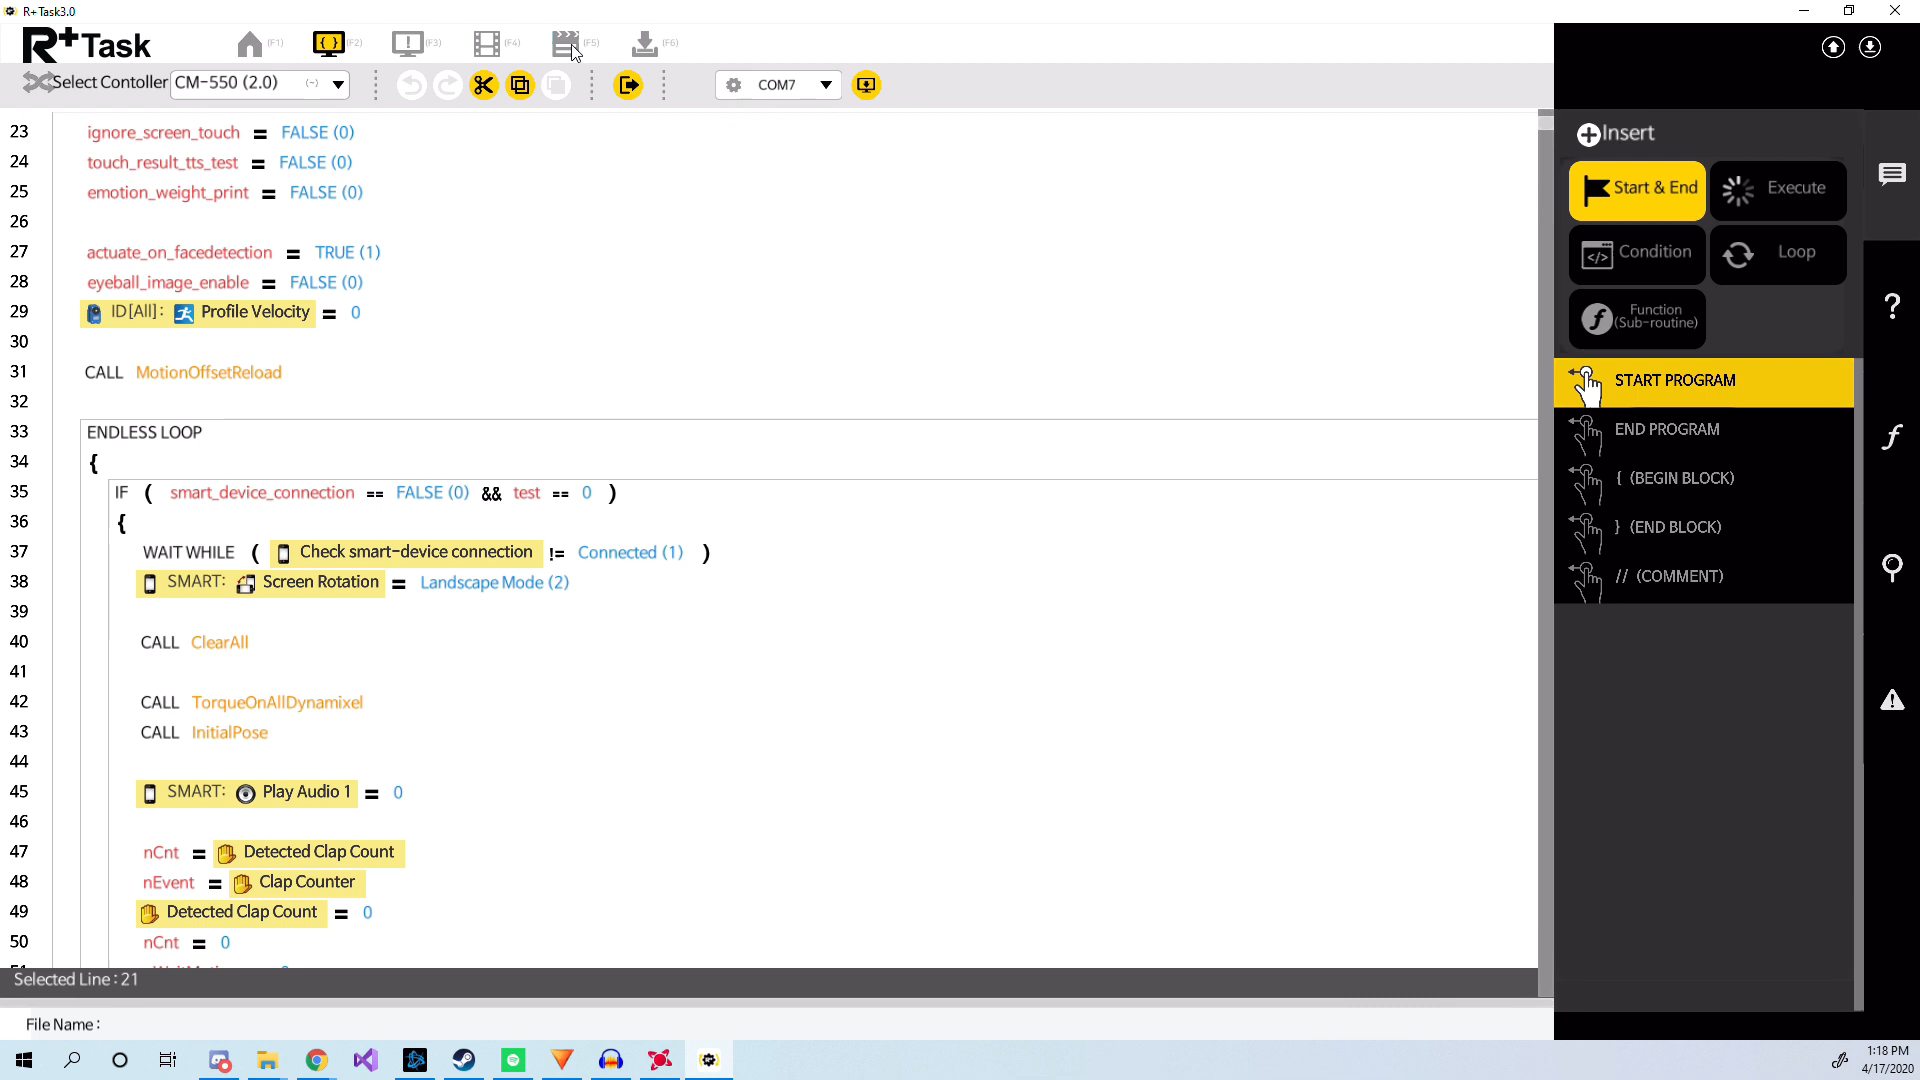 R+Task3.0
R+Task
(F1)
{ } (F2)
! (F3)
(F4)
(F5)
(F6)
Select Contoller
CM-550 (2.0) (~)
COM7
23 ignore_screen_touch = FALSE (0)
24 touch_result_tts_test = FALSE (0)
25 emotion_weight_print = FALSE (0)
26
27 actuate_on_facedetection = TRUE (1)
28 eyeball_image_enable = FALSE (0)
29 ID[All]: Profile Velocity = 0
30
31 CALL MotionOffsetReload
32
33 ENDLESS LOOP
34 {
35 IF ( smart_device_connection == FALSE (0) && test == 0 )
36 {
37 WAIT WHILE ( Check smart-device connection != Connected (1) )
38 SMART: Screen Rotation = Landscape Mode (2)
39
40 CALL ClearAll
41
42 CALL TorqueOnAllDynamixel
43 CALL InitialPose
44
45 SMART: Play Audio 1 = 0
46
47 nCnt = Detected Clap Count
48 nEvent = Clap Counter
49 Detected Clap Count = 0
50 nCnt = 0
Selected Line : 21
File Name :
Insert
Start & End
Execute
Condition
Loop
Function
(Sub-routine)
START PROGRAM
END PROGRAM
{ (BEGIN BLOCK)
} (END BLOCK)
// (COMMENT)
1:18 PM
4/17/2020